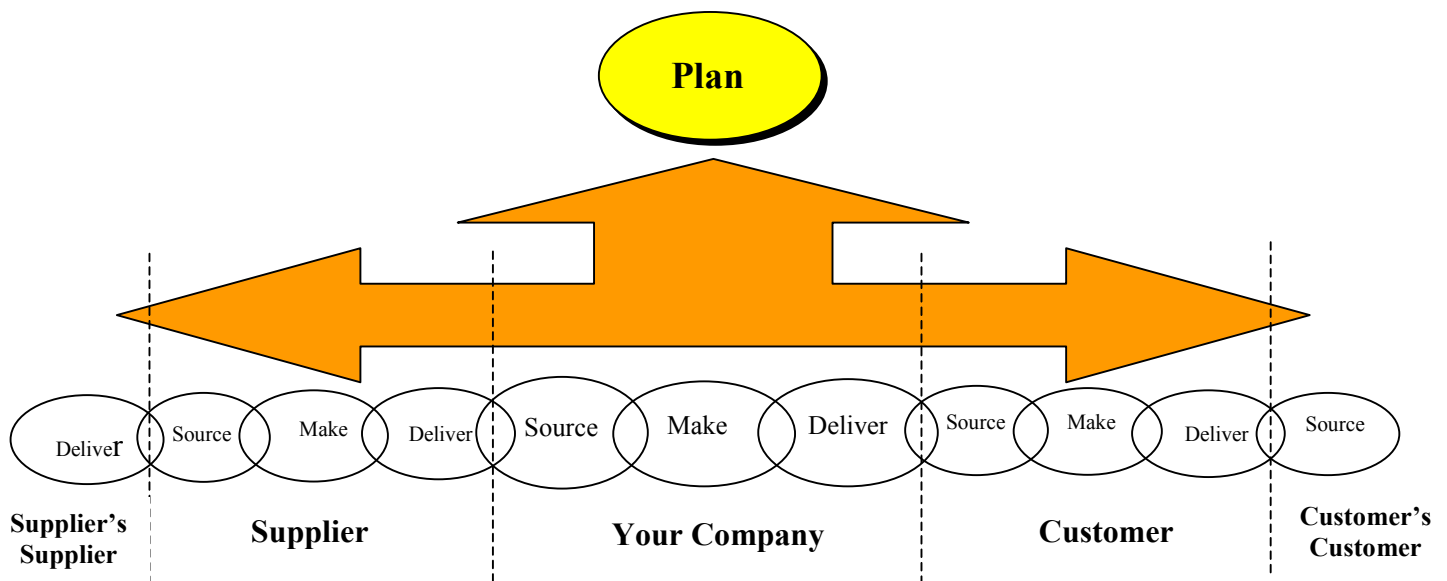 Plan
Deliver
Source
Make
Deliver
Source
Make
Deliver
Source
Make
Deliver
Source
Supplier’s
Supplier
Supplier
Your Company
Customer
Customer’s
Customer